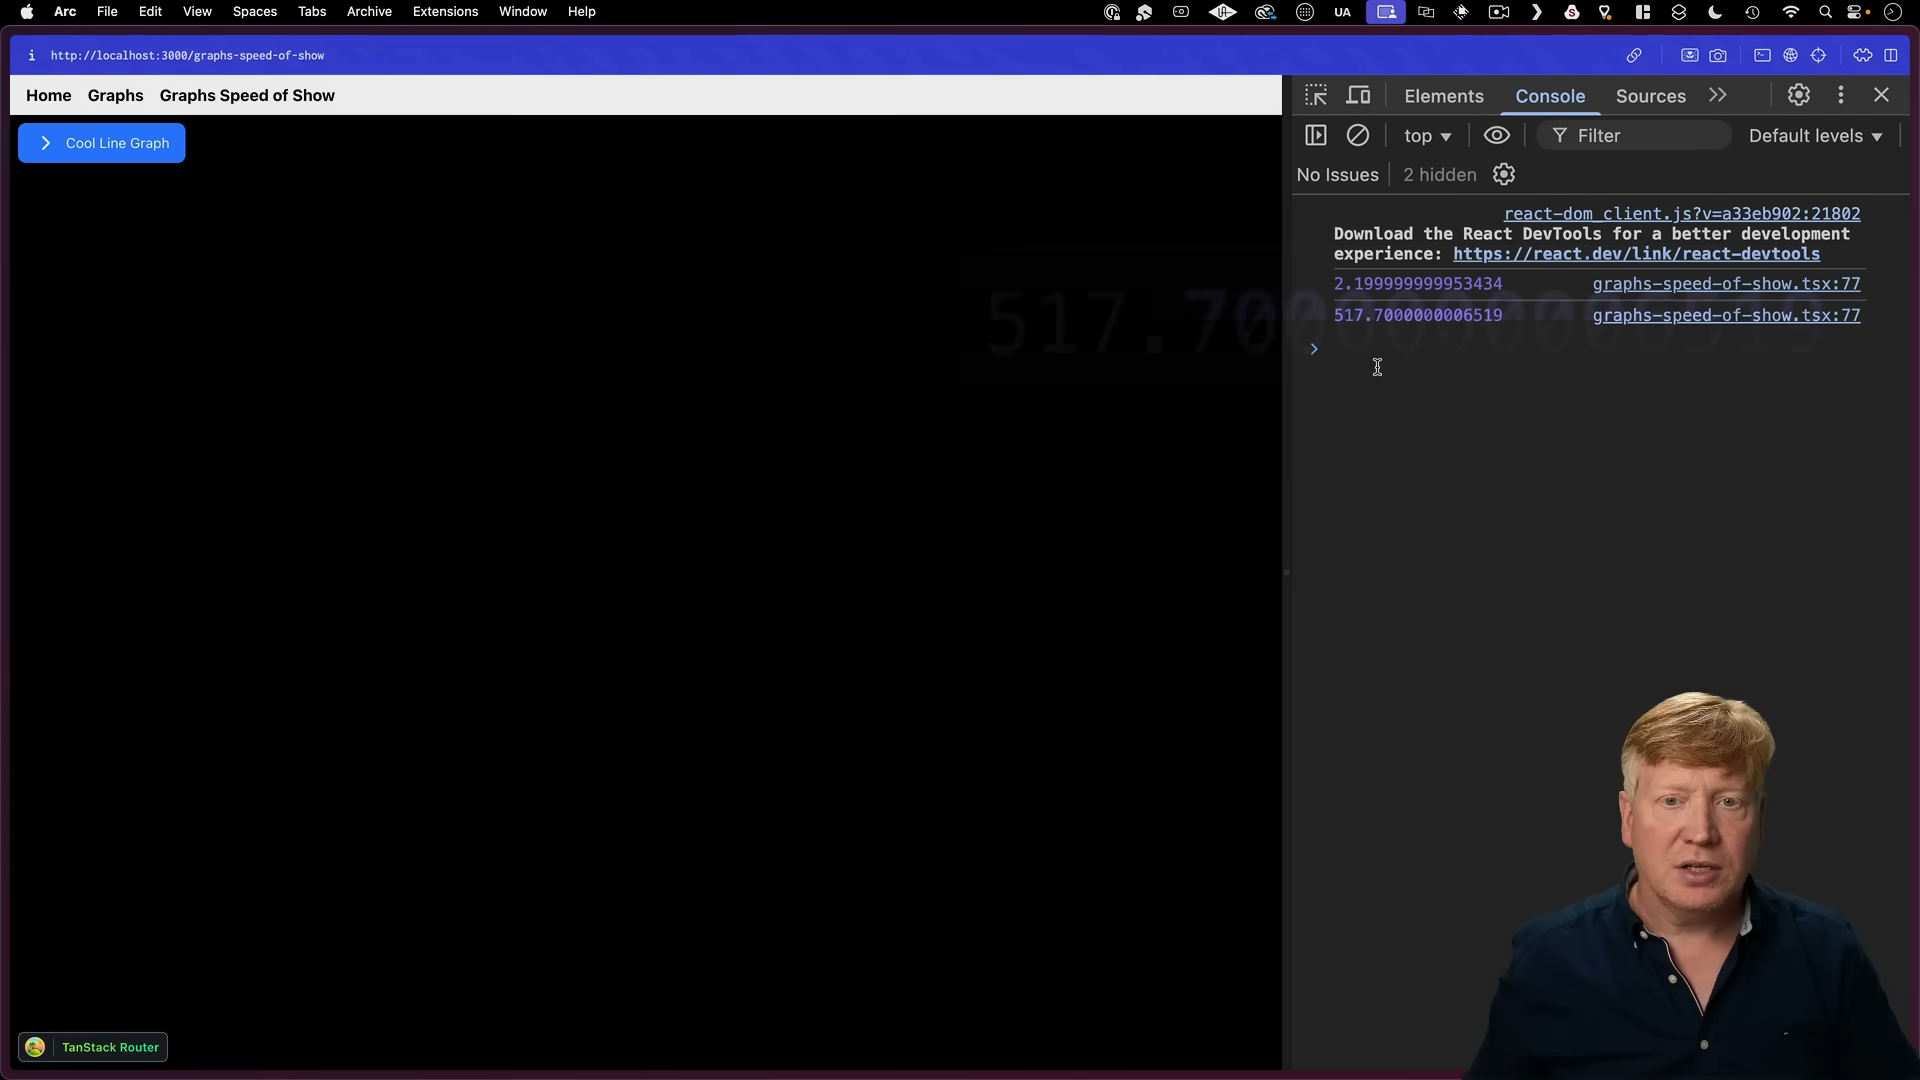 Arc File Edit View Spaces Tabs Archive Extensions Window Help UA
http://localhost:3000/graphs-speed-of-show
Home Graphs Graphs Speed of Show
Cool Line Graph
Elements Console Sources
top Filter Default levels
No Issues 2 hidden
react-dom_client.js?v=a33eb902:21802
Download the React DevTools for a better development
experience: https://react.dev/link/react-devtools
2.199999999953434 graphs-speed-of-show.tsx:77
517.7000000006519 graphs-speed-of-show.tsx:77
517.7000000006519
TanStack Router